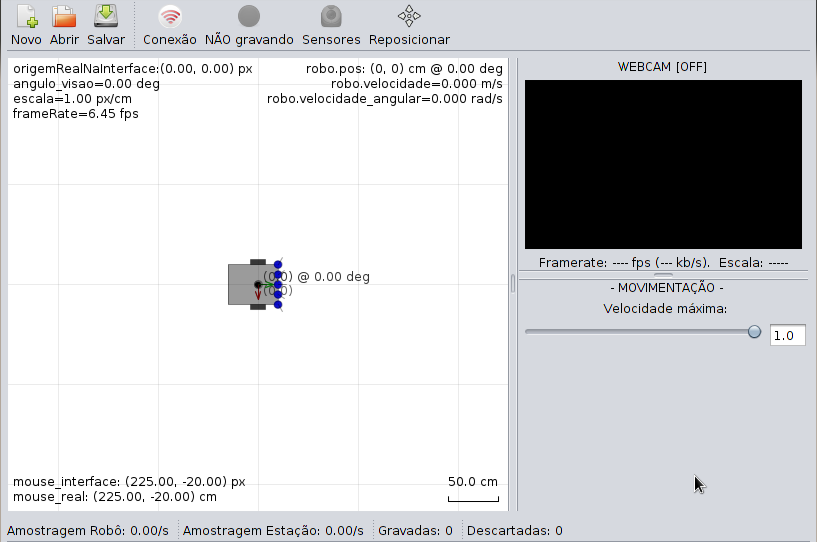 Novo Abrir Salvar Conexão NÃO gravando Sensores Reposicionar
origemRealNaInterface:(0.00, 0.00) px
angulo_visao=0.00 deg
escala=1.00 px/cm
frameRate=6.45 fps
robo.pos: (0, 0) cm @ 0.00 deg
robo.velocidade=0.000 m/s
robo.velocidade_angular=0.000 rad/s
(0,0) @ 0.00 deg
(0,0)
mouse_interface: (225.00, -20.00) px
mouse_real: (225.00, -20.00) cm
50.0 cm
WEBCAM [OFF]
Framerate: ---- fps (--- kb/s). Escala: -----
- MOVIMENTAÇÃO -
Velocidade máxima:
1.0
Amostragem Robô: 0.00/s Amostragem Estação: 0.00/s Gravadas: 0 Descartadas: 0